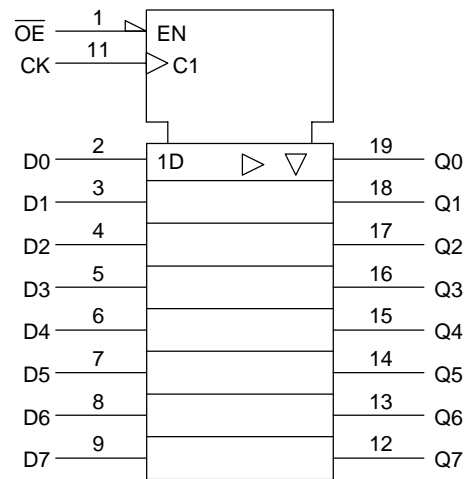 O̅E̅ 1 EN
CK 11 C1
D0 2 1D 19 Q0
D1 3 18 Q1
D2 4 17 Q2
D3 5 16 Q3
D4 6 15 Q4
D5 7 14 Q5
D6 8 13 Q6
D7 9 12 Q7